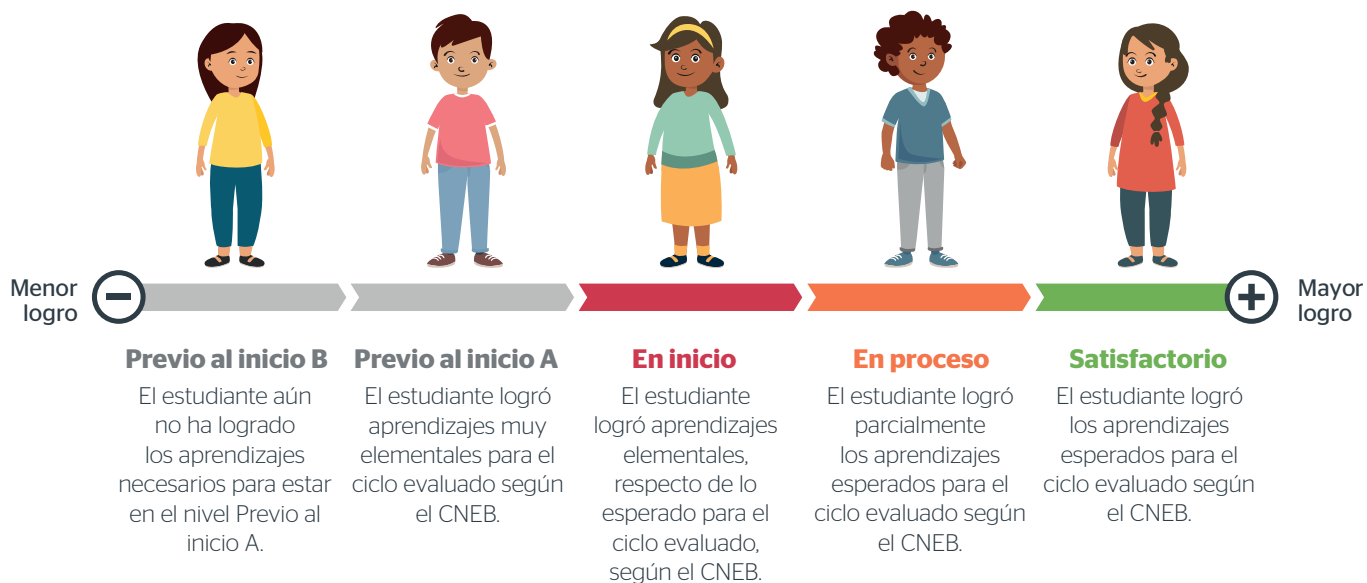 Menor
logro
Mayor
logro
Previo al inicio B
El estudiante aún
no ha logrado
los aprendizajes
necesarios para estar
en el nivel Previo al
inicio A.
Previo al inicio A
El estudiante logró
aprendizajes muy
elementales para el
ciclo evaluado según
el CNEB.
En inicio
El estudiante
logró aprendizajes
elementales,
respecto de lo
esperado para el
ciclo evaluado,
según el CNEB.
En proceso
El estudiante logró
parcialmente
los aprendizajes
esperados para el
ciclo evaluado según
el CNEB.
Satisfactorio
El estudiante logró
los aprendizajes
esperados para el
ciclo evaluado según
el CNEB.